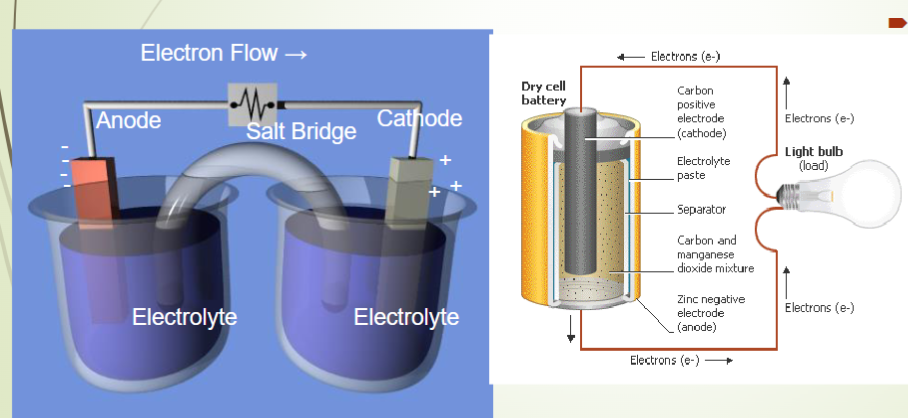 Electron Flow →
Anode
Salt Bridge
Cathode
-
-
-
-
+
+ +
Electrolyte
Electrolyte
← Electrons (e-)
Dry cell
battery
Carbon
positive
electrode
(cathode)
Electrolyte
paste
Separator
Carbon and
manganese
dioxide mixture
Zinc negative
electrode
(anode)
Electrons (e-)
Light bulb
(load)
Electrons (e-)
Electrons (e-) →